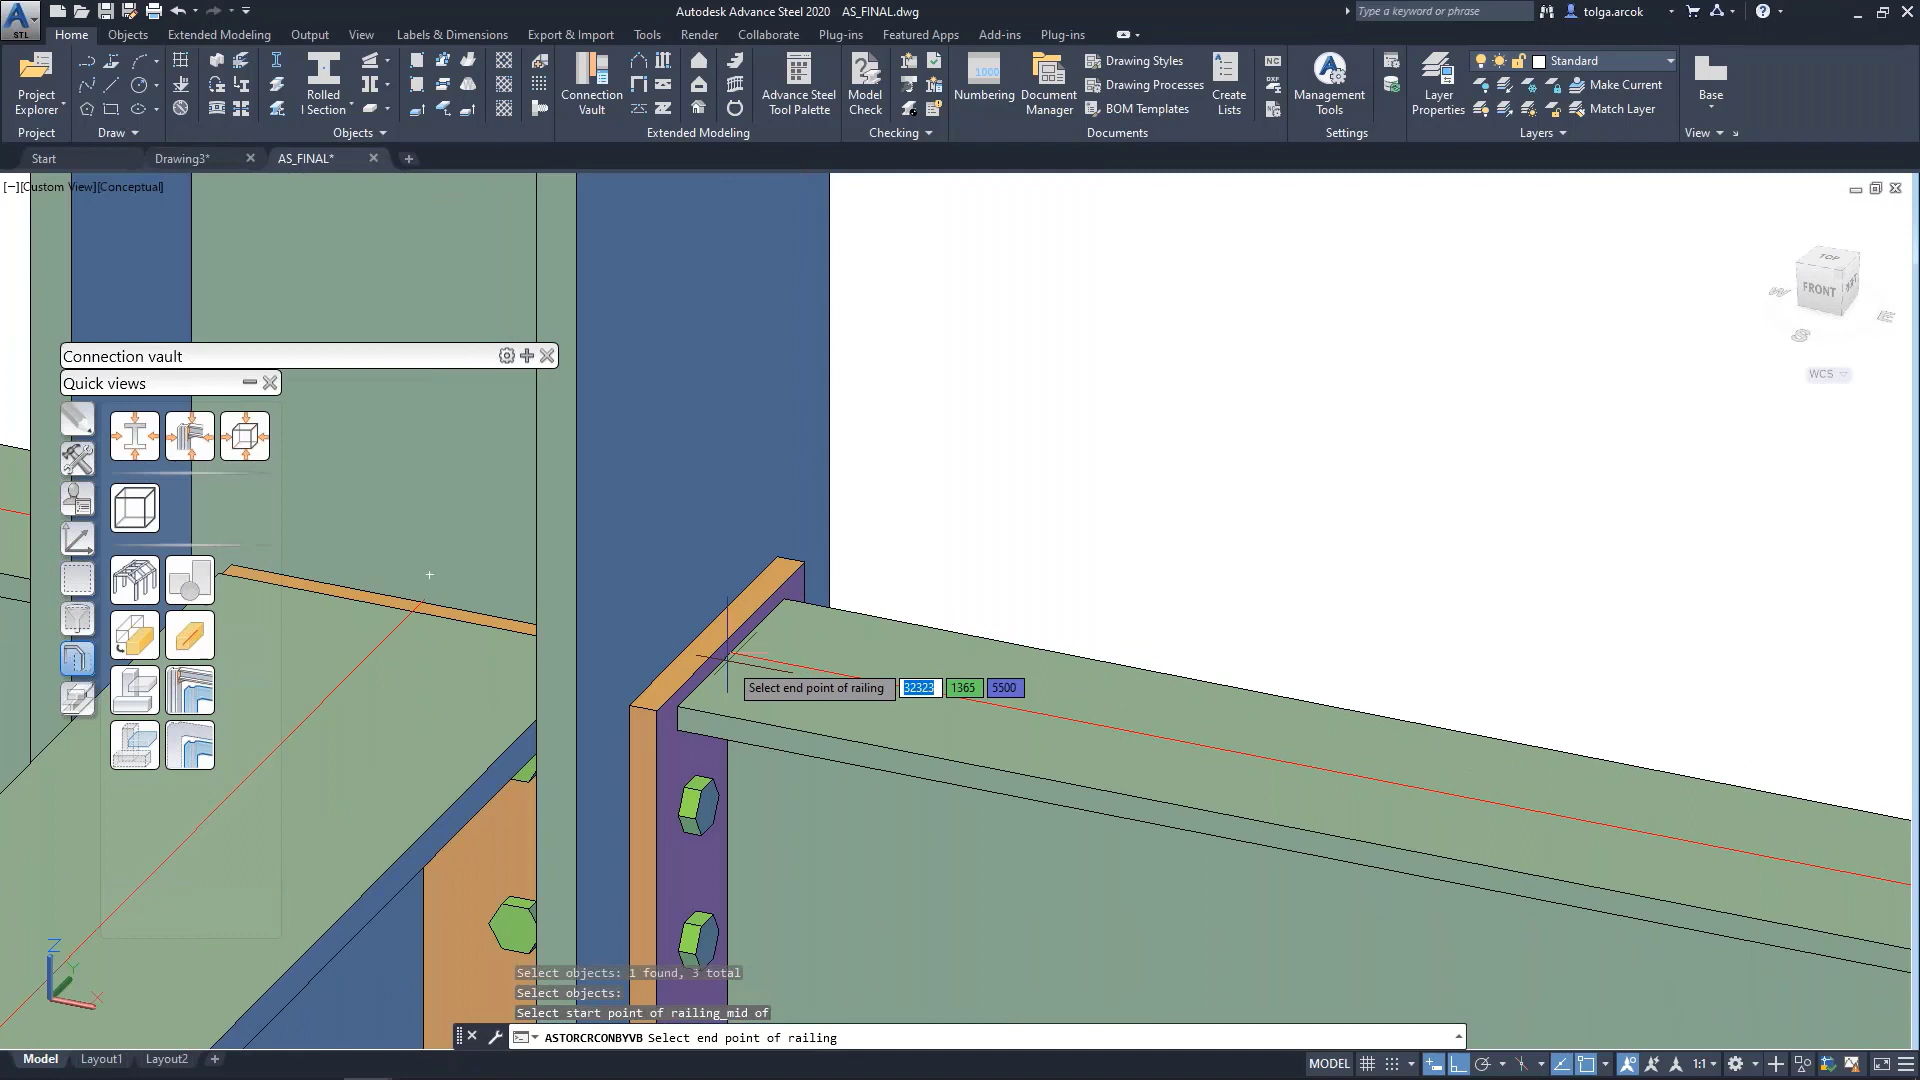 Autodesk Advance Steel 2020 AS_FINAL.dwg
Type a keyword or phrase
tolga.arcok
STL
Home Objects Extended Modeling Output View Labels & Dimensions Export & Import Tools Render Collaborate Plug-ins Featured Apps Add-ins Plug-ins
Project Explorer
Rolled I Section
Connection Vault
Advance Steel Tool Palette
Model Check
1000
Numbering
Document Manager
Drawing Styles
Drawing Processes
BOM Templates
Create Lists
NC
DXF
Management Tools
Layer Properties
Standard
Make Current
Match Layer
Base
Project Draw Objects Extended Modeling Checking Documents Settings Layers View
Start Drawing3* AS_FINAL*
[−][Custom View][Conceptual]
TOP
FRONT
W
S
E
WCS
Connection vault
Quick views
Select end point of railing 32323 1365 5500
Z
Y
X
Select objects: 1 found, 3 total
Select objects:
Select start point of railing_mid of
ASTORCRCONBYVB Select end point of railing
Model Layout1 Layout2
MODEL 1:1